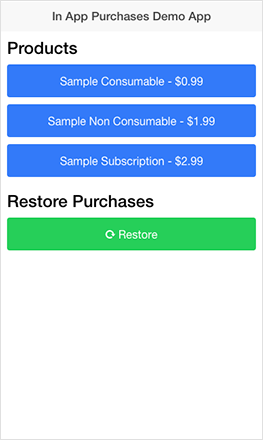 In App Purchases Demo App
Products
Sample Consumable - $0.99
Sample Non Consumable - $1.99
Sample Subscription - $2.99
Restore Purchases
Restore